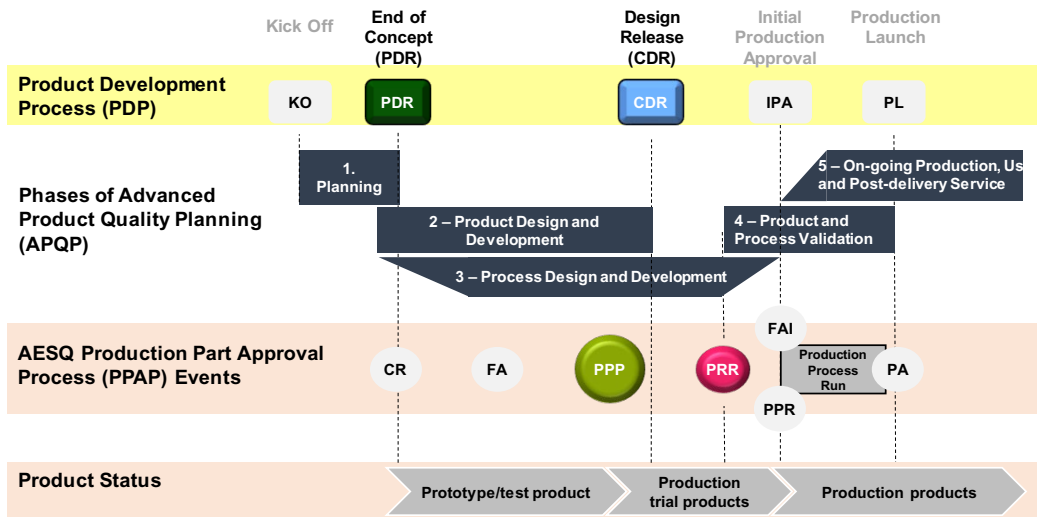 Kick Off
End of
Concept
(PDR)
Design
Release
(CDR)
Initial
Production
Approval
Production
Launch
Product Development
Process (PDP)
KO
PDR
CDR
IPA
PL
Phases of Advanced
Product Quality Planning
(APQP)
1.
Planning
2 – Product Design and
Development
3 – Process Design and Development
4 – Product and
Process Validation
5 – On-going Production, Us
and Post-delivery Service
AESQ Production Part Approval
Process (PPAP) Events
CR
FA
PPP
PRR
FAI
PPR
Production
Process
Run
PA
Product Status
Prototype/test product
Production
trial products
Production products